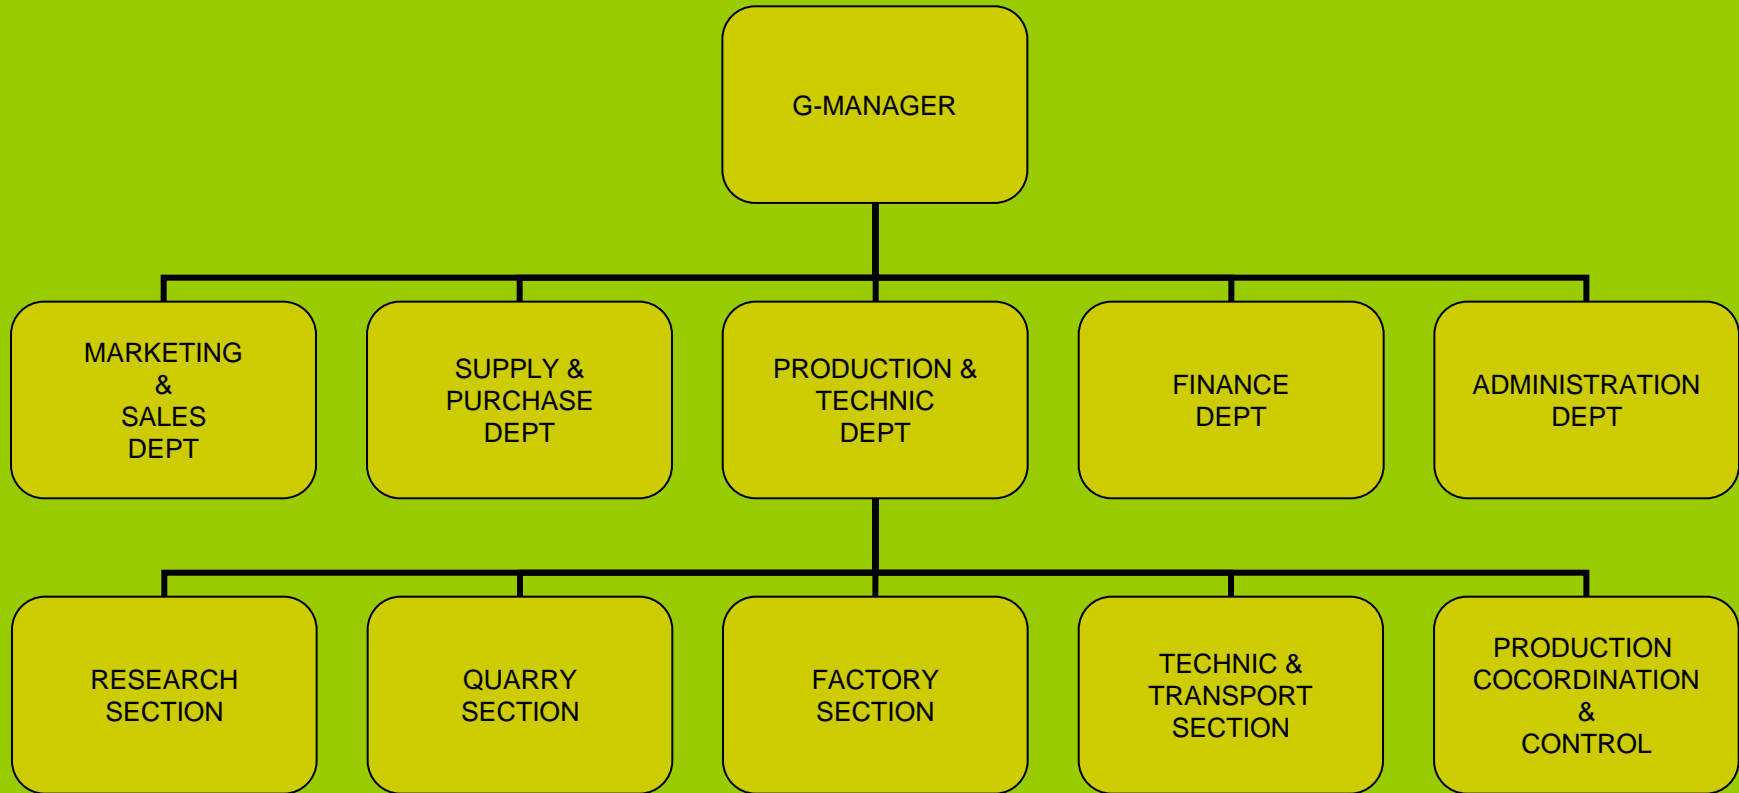 G-MANAGER
MARKETING
&
SALES
DEPT
SUPPLY &
PURCHASE
DEPT
PRODUCTION &
TECHNIC
DEPT
FINANCE
DEPT
ADMINISTRATION
DEPT
RESEARCH
SECTION
QUARRY
SECTION
FACTORY
SECTION
TECHNIC &
TRANSPORT
SECTION
PRODUCTION
COCORDINATION
&
CONTROL